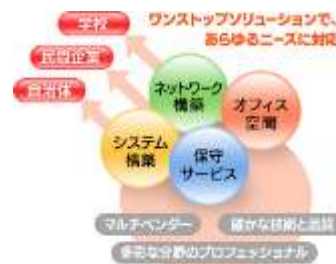 学校
ワンストップソリューションで、
あらゆるニーズに対応
民間企業
自治体
ネットワーク
構築
オフィス
空間
システム
構築
保守
サービス
マルチベンダー
確かな技術と品質
多彩な分野のプロフェッショナル